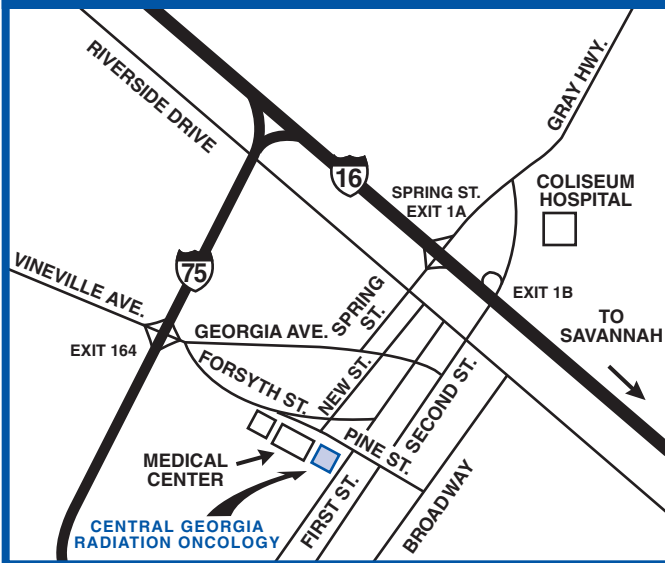 RIVERSIDE DRIVE
GRAY HWY.
16
SPRING ST.
EXIT 1A
COLISEUM
HOSPITAL
75
VINEVILLE AVE.
SPRING
ST.
EXIT 1B
TO
SAVANNAH
GEORGIA AVE.
EXIT 164
FORSYTH ST.
NEW ST.
SECOND ST.
PINE ST.
MEDICAL
CENTER
FIRST ST.
BROADWAY
CENTRAL GEORGIA
RADIATION ONCOLOGY